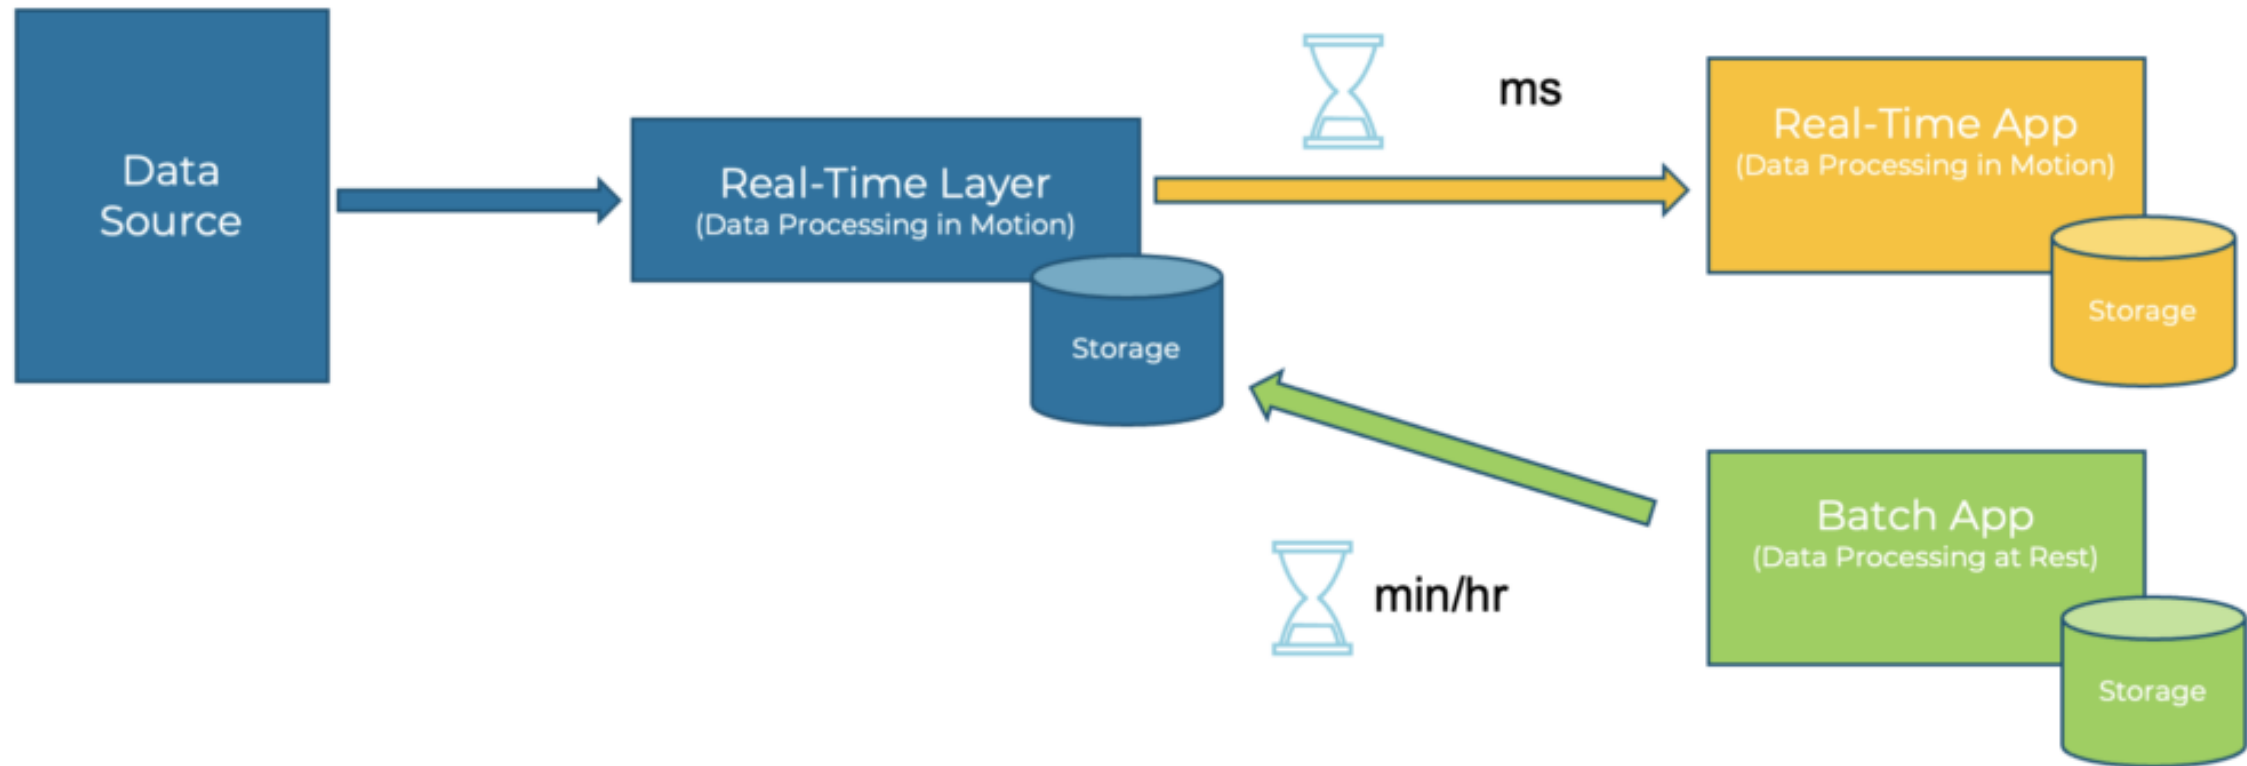 Data
Source
Real-Time Layer
(Data Processing in Motion)
Storage
ms
Real-Time App
(Data Processing in Motion)
Storage
min/hr
Batch App
(Data Processing at Rest)
Storage